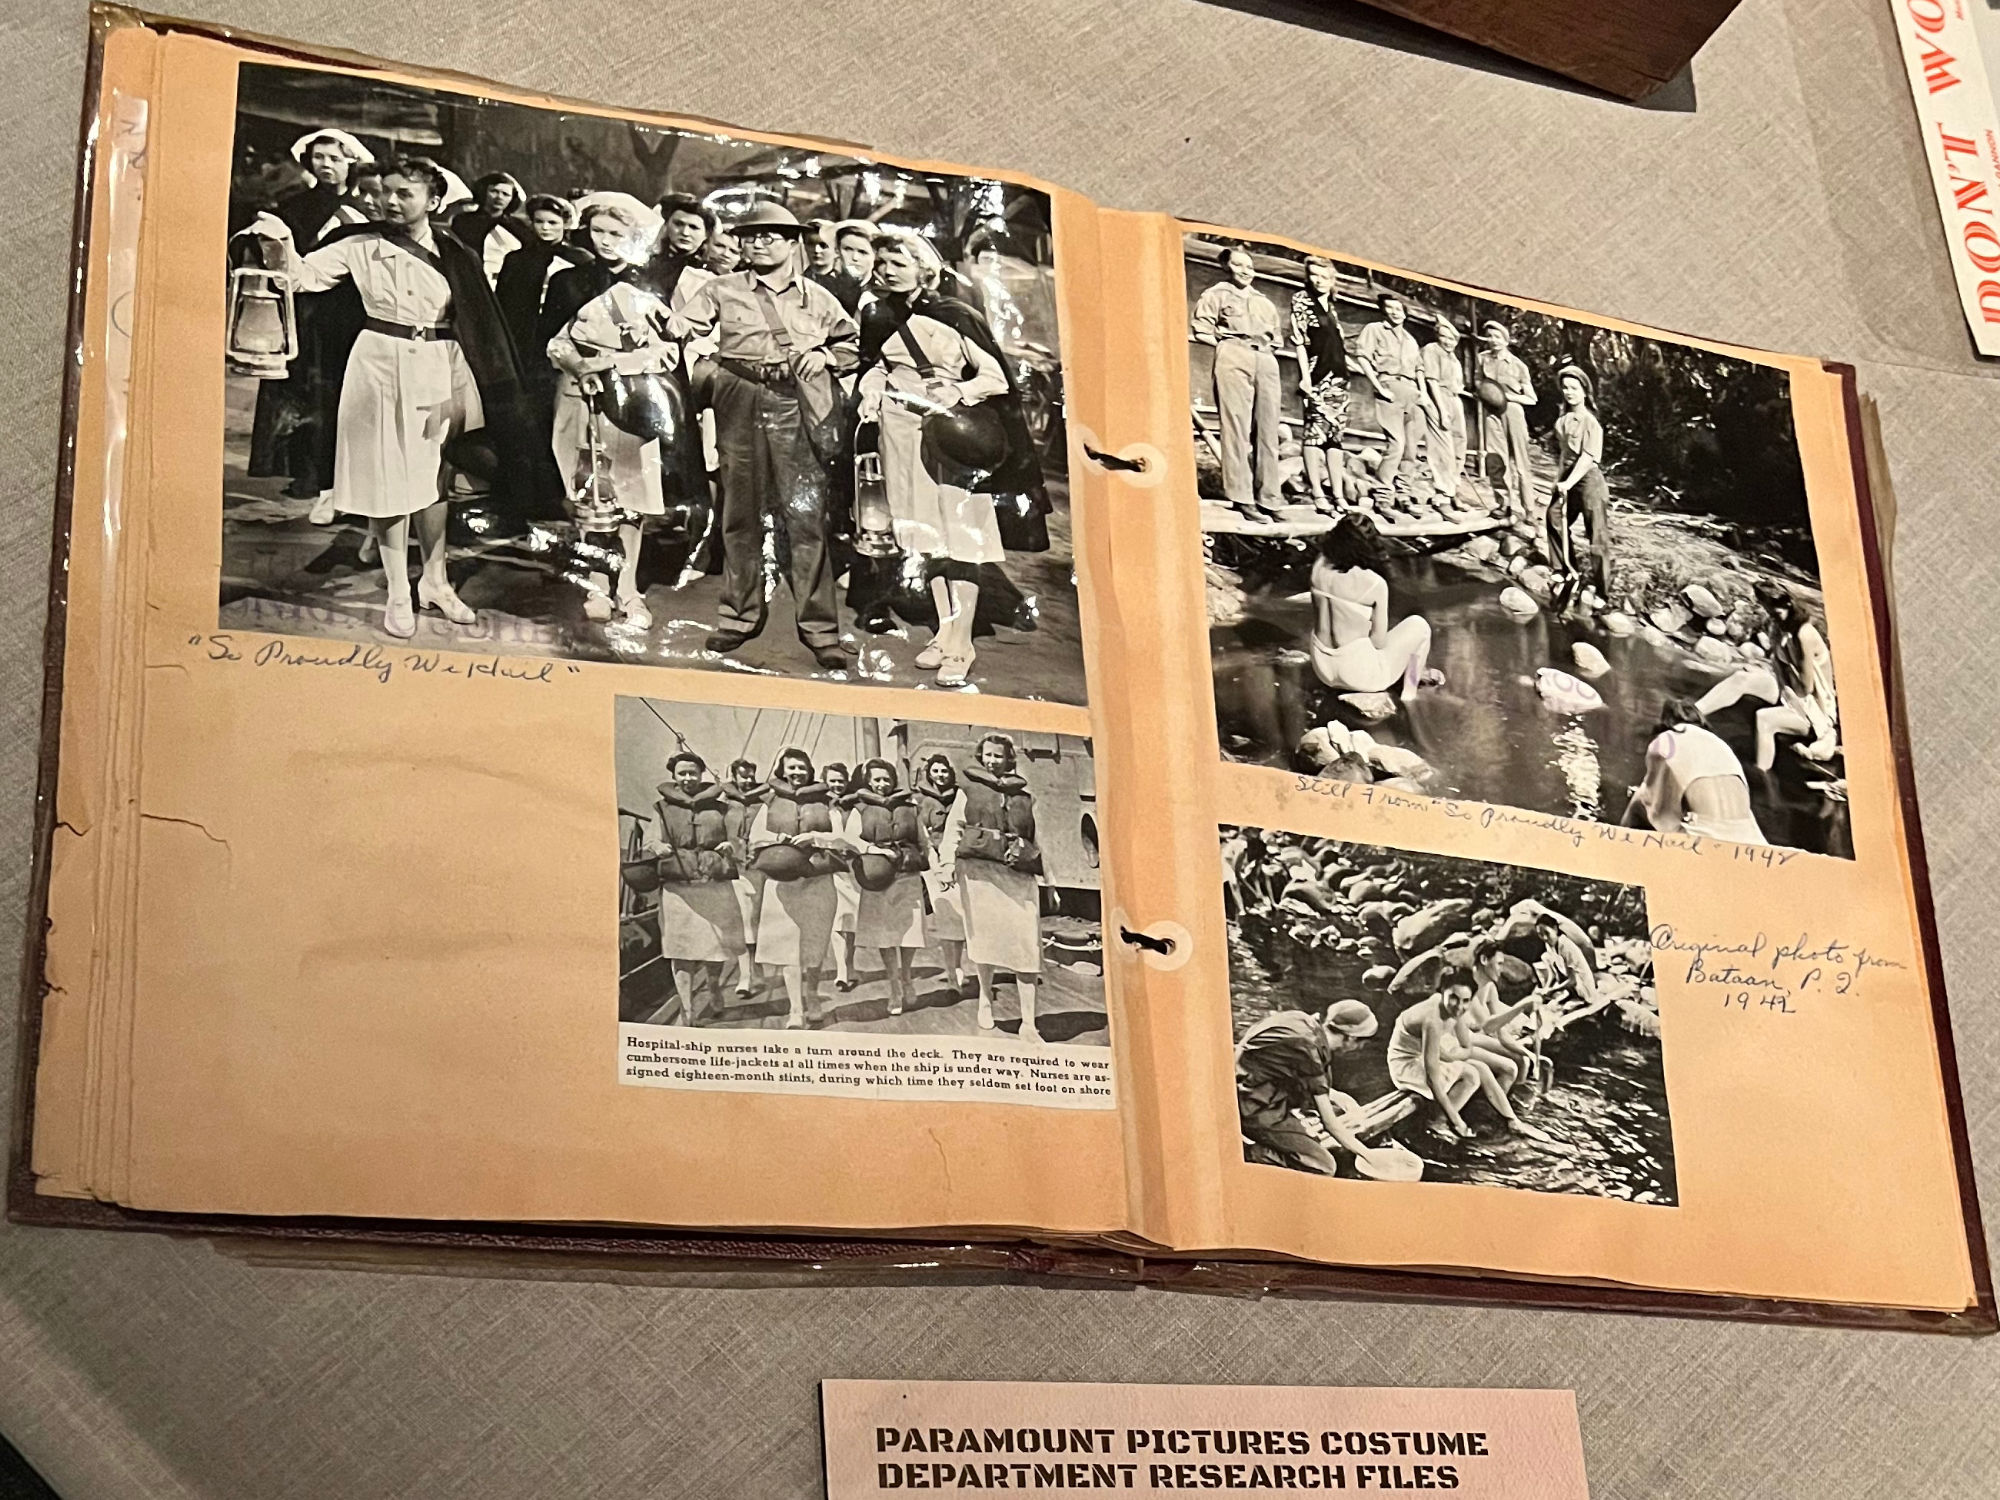 "So Proudly We Hail"
Hospital-ship nurses take a turn around the deck. They are required to wear
cumbersome life-jackets at all times when the ship is under way. Nurses are as-
signed eighteen-month stints, during which time they seldom set foot on shore
Still From "So Proudly We Hail" 1942
Original photo from
Bataan, P. I.
1942
DON'T WO
PARAMOUNT PICTURES COSTUME
DEPARTMENT RESEARCH FILES